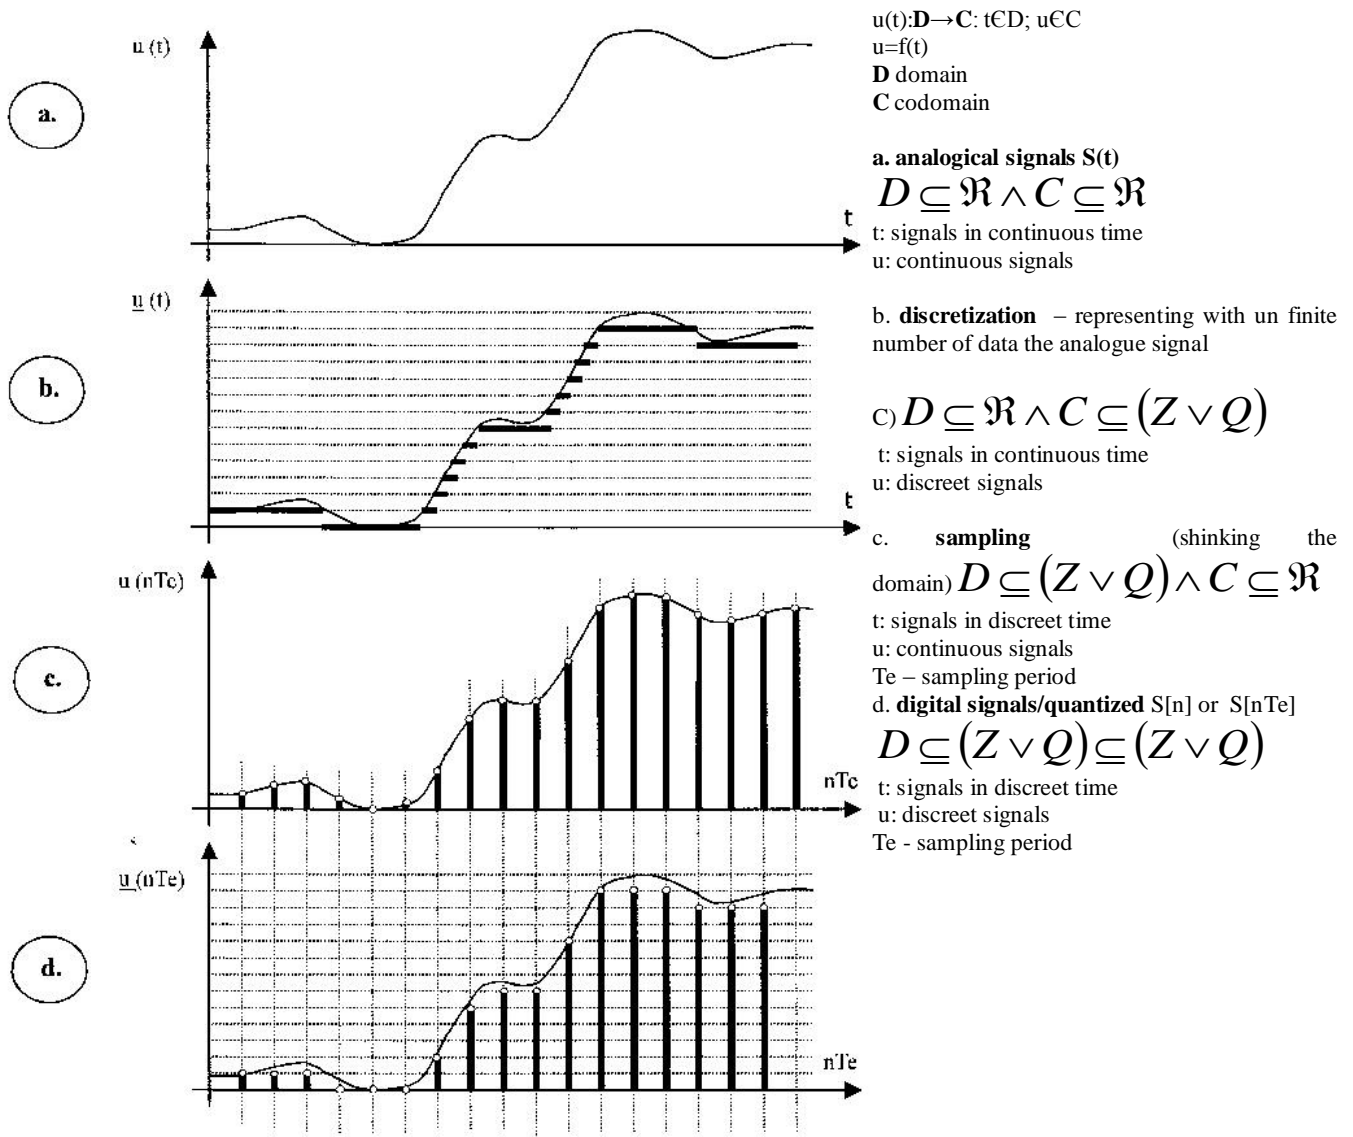 u (t)
a.
t
u (t)
b.
t
u (nTe)
c.
nTe
u (nTe)
d.
nTe
u(t):D→C: tЄD; uЄC
u=f(t)
D domain
C codomain
a. analogical signals S(t)
D ⊆ ℜ ∧ C ⊆ ℜ
t: signals in continuous time
u: continuous signals
b. discretization – representing with un finite
number of data the analogue signal
C) D ⊆ ℜ ∧ C ⊆ (Z ∨ Q)
t: signals in continuous time
u: discreet signals
c. sampling (shinking the
domain) D ⊆ (Z ∨ Q) ∧ C ⊆ ℜ
t: signals in discreet time
u: continuous signals
Te – sampling period
d. digital signals/quantized S[n] or S[nTe]
D ⊆ (Z ∨ Q) ⊆ (Z ∨ Q)
t: signals in discreet time
u: discreet signals
Te - sampling period